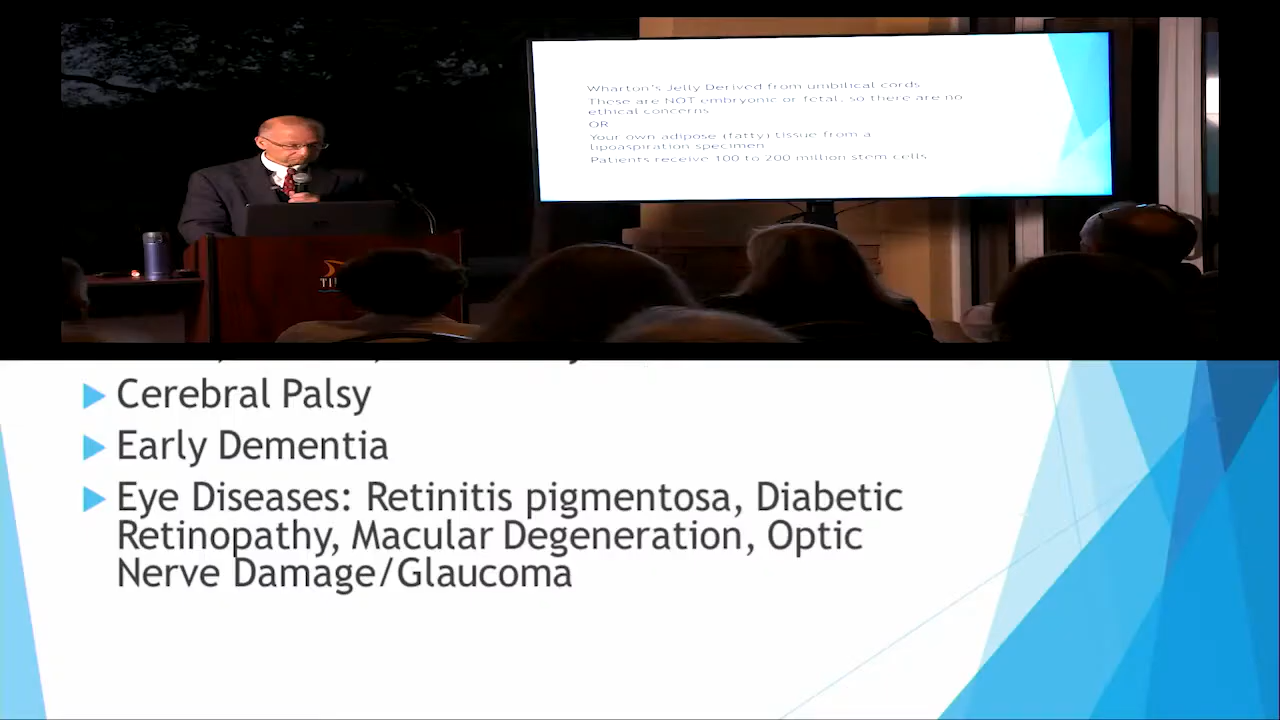 Wharton's Jelly Derived from umbilical cords
These are NOT embryonic or fetal, so there are no
ethical concerns
OR
Your own adipose (fatty) tissue from a
lipoaspiration specimen
Patients receive 100 to 200 million stem cells
Cerebral Palsy
Early Dementia
Eye Diseases: Retinitis pigmentosa, Diabetic
Retinopathy, Macular Degeneration, Optic
Nerve Damage/Glaucoma